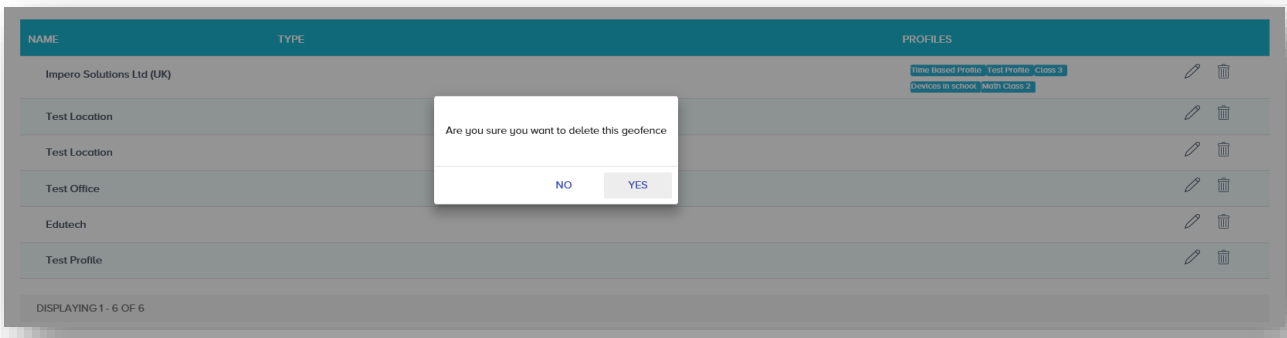 NAME TYPE PROFILES
Impero Solutions Ltd (UK) Time Based Profile Test Profile Class 3
Devices in school Math Class 2
Test Location
Are you sure you want to delete this geofence
Test Location
NO YES
Test Office
Edutech
Test Profile
DISPLAYING 1 - 6 OF 6